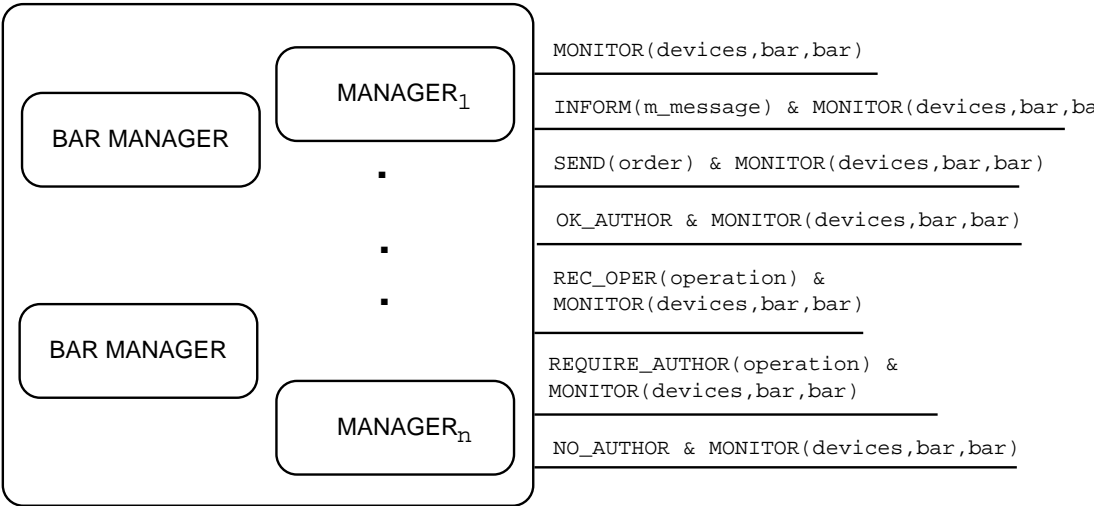 MONITOR(devices,bar,bar)
MANAGER1
INFORM(m_message) & MONITOR(devices,bar,ba
BAR MANAGER
SEND(order) & MONITOR(devices,bar,bar)
OK_AUTHOR & MONITOR(devices,bar,bar)
REC_OPER(operation) &
MONITOR(devices,bar,bar)
BAR MANAGER
REQUIRE_AUTHOR(operation) &
MONITOR(devices,bar,bar)
MANAGERn
NO_AUTHOR & MONITOR(devices,bar,bar)